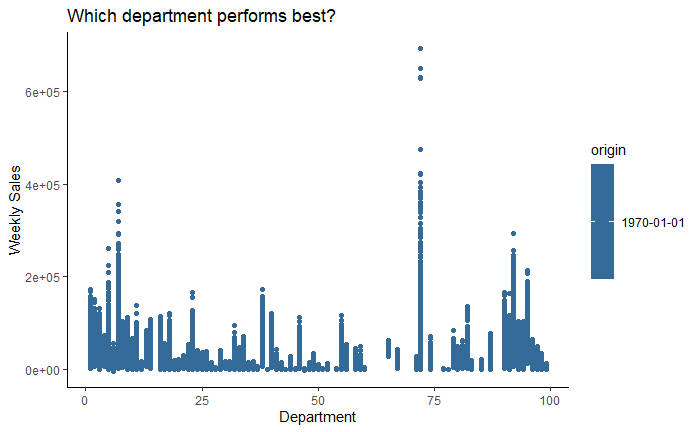 Which department performs best?
6e+05
4e+05
2e+05
0e+00
Weekly Sales
0
25
50
75
100
Department
origin
1970-01-01